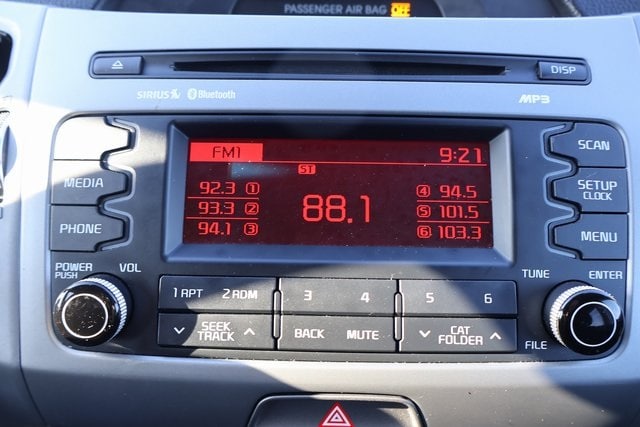 PASSENGER AIR BAG OFF
DISP
SIRIUS Bluetooth
MP3
FM1 9:21
ST
92.3 1
93.3 2
94.1 3
88.1
4 94.5
5 101.5
6 103.3
MEDIA
PHONE
SCAN
SETUP
CLOCK
MENU
POWER
PUSH
VOL
TUNE
ENTER
1 RPT 2 RDM
3 4
5 6
SEEK
TRACK
BACK MUTE
CAT
FOLDER
FILE